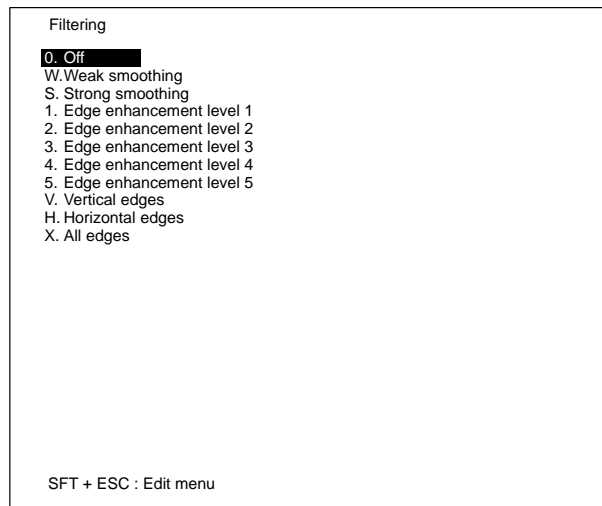 Filtering
0. Off
W.Weak smoothing
S. Strong smoothing
1. Edge enhancement level 1
2. Edge enhancement level 2
3. Edge enhancement level 3
4. Edge enhancement level 4
5. Edge enhancement level 5
V. Vertical edges
H. Horizontal edges
X. All edges
SFT + ESC : Edit menu